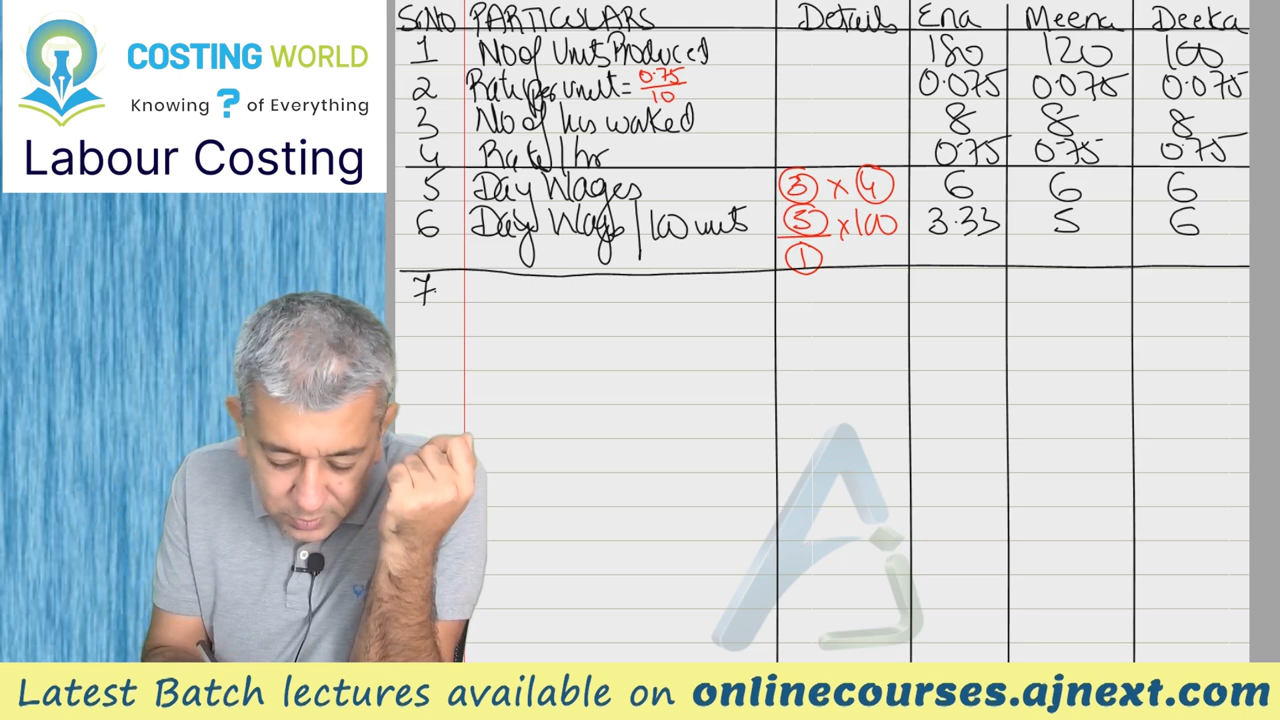 COSTING WORLD
Knowing ? of Everything
Labour Costing
Sr.NO PARTICULARS Details Ena Meena Deeka
1 No of Units Produced 180 120 100
2 Rate per unit = 0.75/10 0.075 0.075 0.075
3 No of hrs worked 8 8 8
4 Rate/hr 0.75 0.75 0.75
5 Day Wages 3 × 4 6 6 6
6 Day Wage/100 units 5/1 ×100 3.33 5 6
7.
Latest Batch lectures available on onlinecourses.ajnext.com